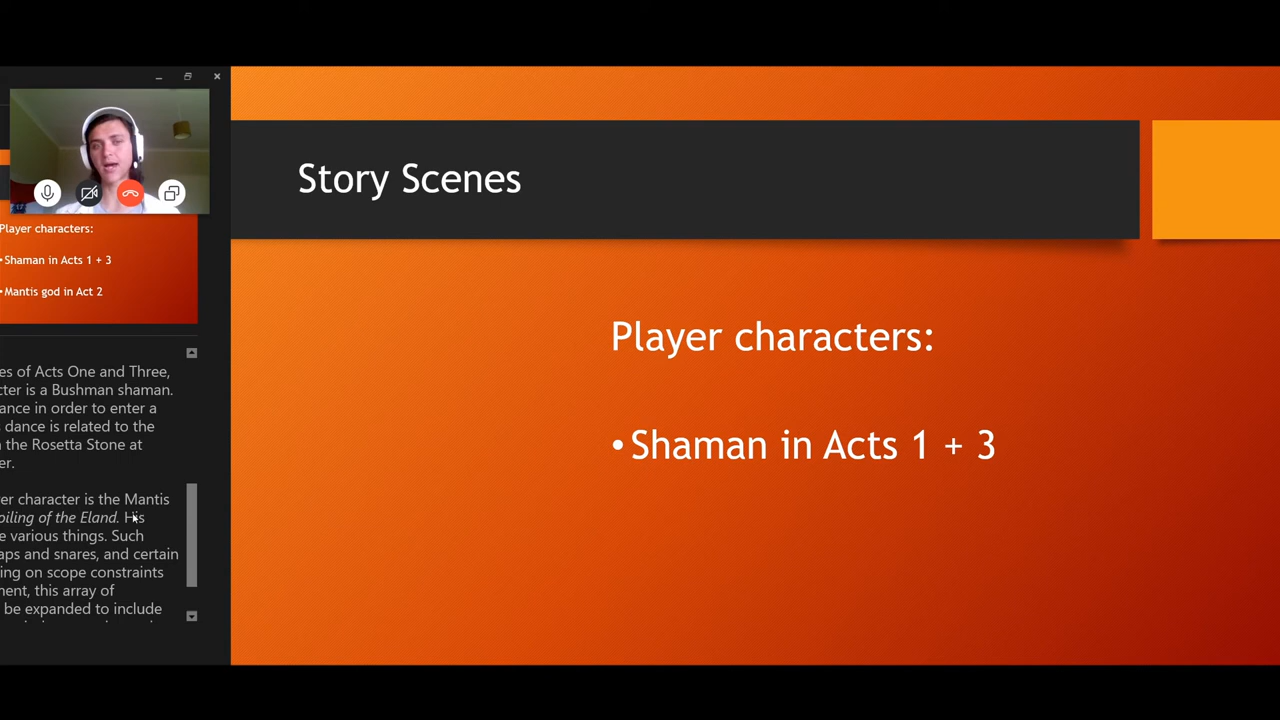 Story Scenes
Player characters:
•Shaman in Acts 1 + 3
Player characters:
•Shaman in Acts 1 + 3
•Mantis god in Act 2
es of Acts One and Three,
cter is a Bushman shaman.
ance in order to enter a
s dance is related to the
n the Rosetta Stone at
er.
er character is the Mantis
oiling of the Eland. His
e various things. Such
aps and snares, and certain
ing on scope constraints
ment, this array of
be expanded to include